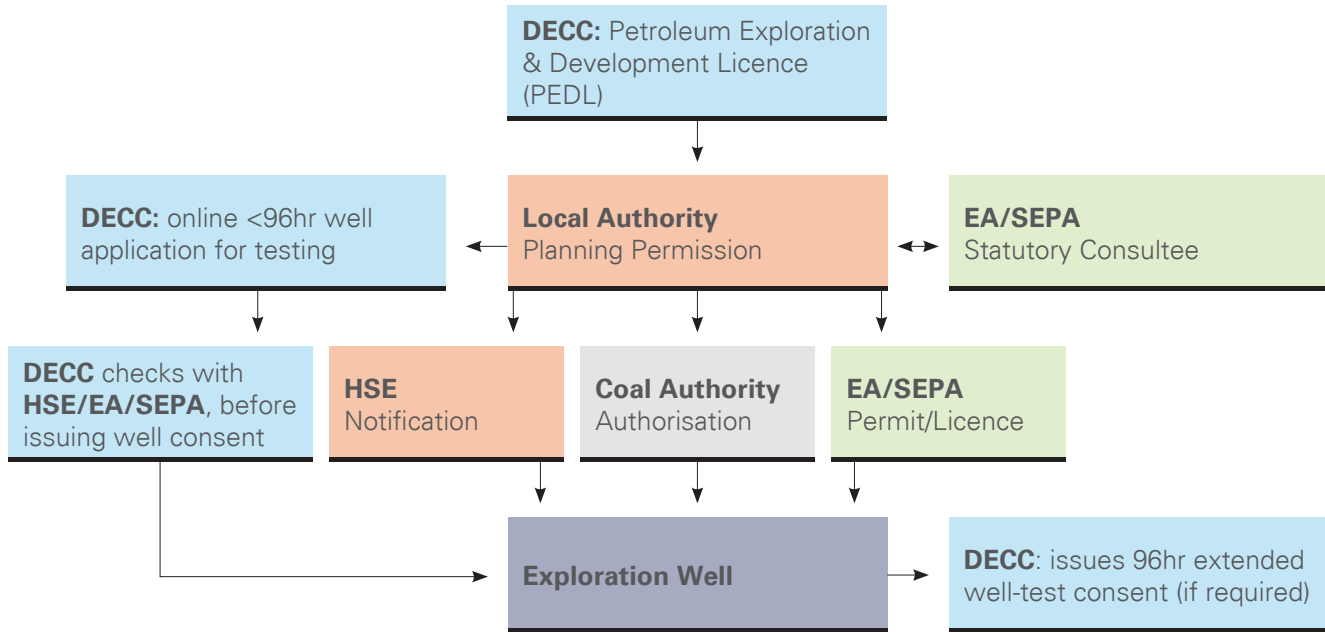 DECC: Petroleum Exploration
& Development Licence
(PEDL)
DECC: online <96hr well
application for testing
Local Authority
Planning Permission
EA/SEPA
Statutory Consultee
DECC checks with
HSE/EA/SEPA, before
issuing well consent
HSE
Notification
Coal Authority
Authorisation
EA/SEPA
Permit/Licence
Exploration Well
DECC: issues 96hr extended
well-test consent (if required)